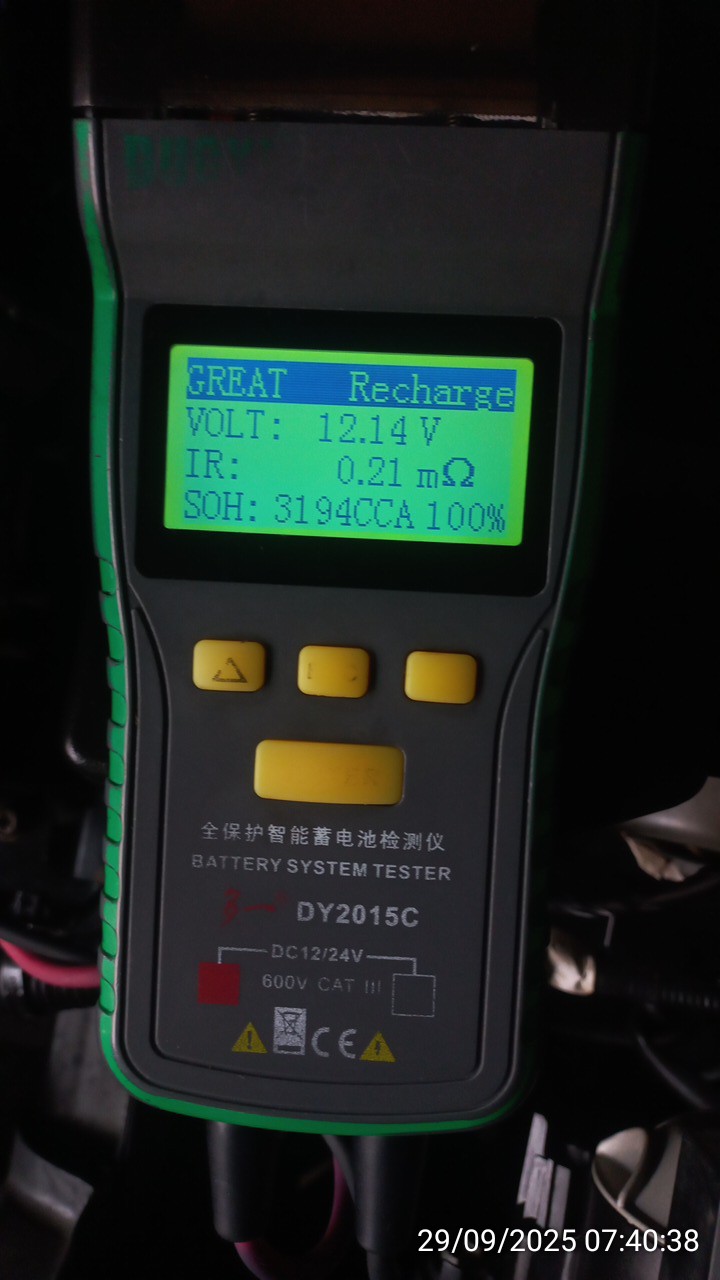 GREAT Recharge
VOLT: 12.14 V
IR: 0.21 mΩ
SOH: 3194CCA 100%
全保护智能蓄电池检测仪
BATTERY SYSTEM TESTER
DY2015C
DC12/24V
600V CAT III
CE
29/09/2025 07:40:38